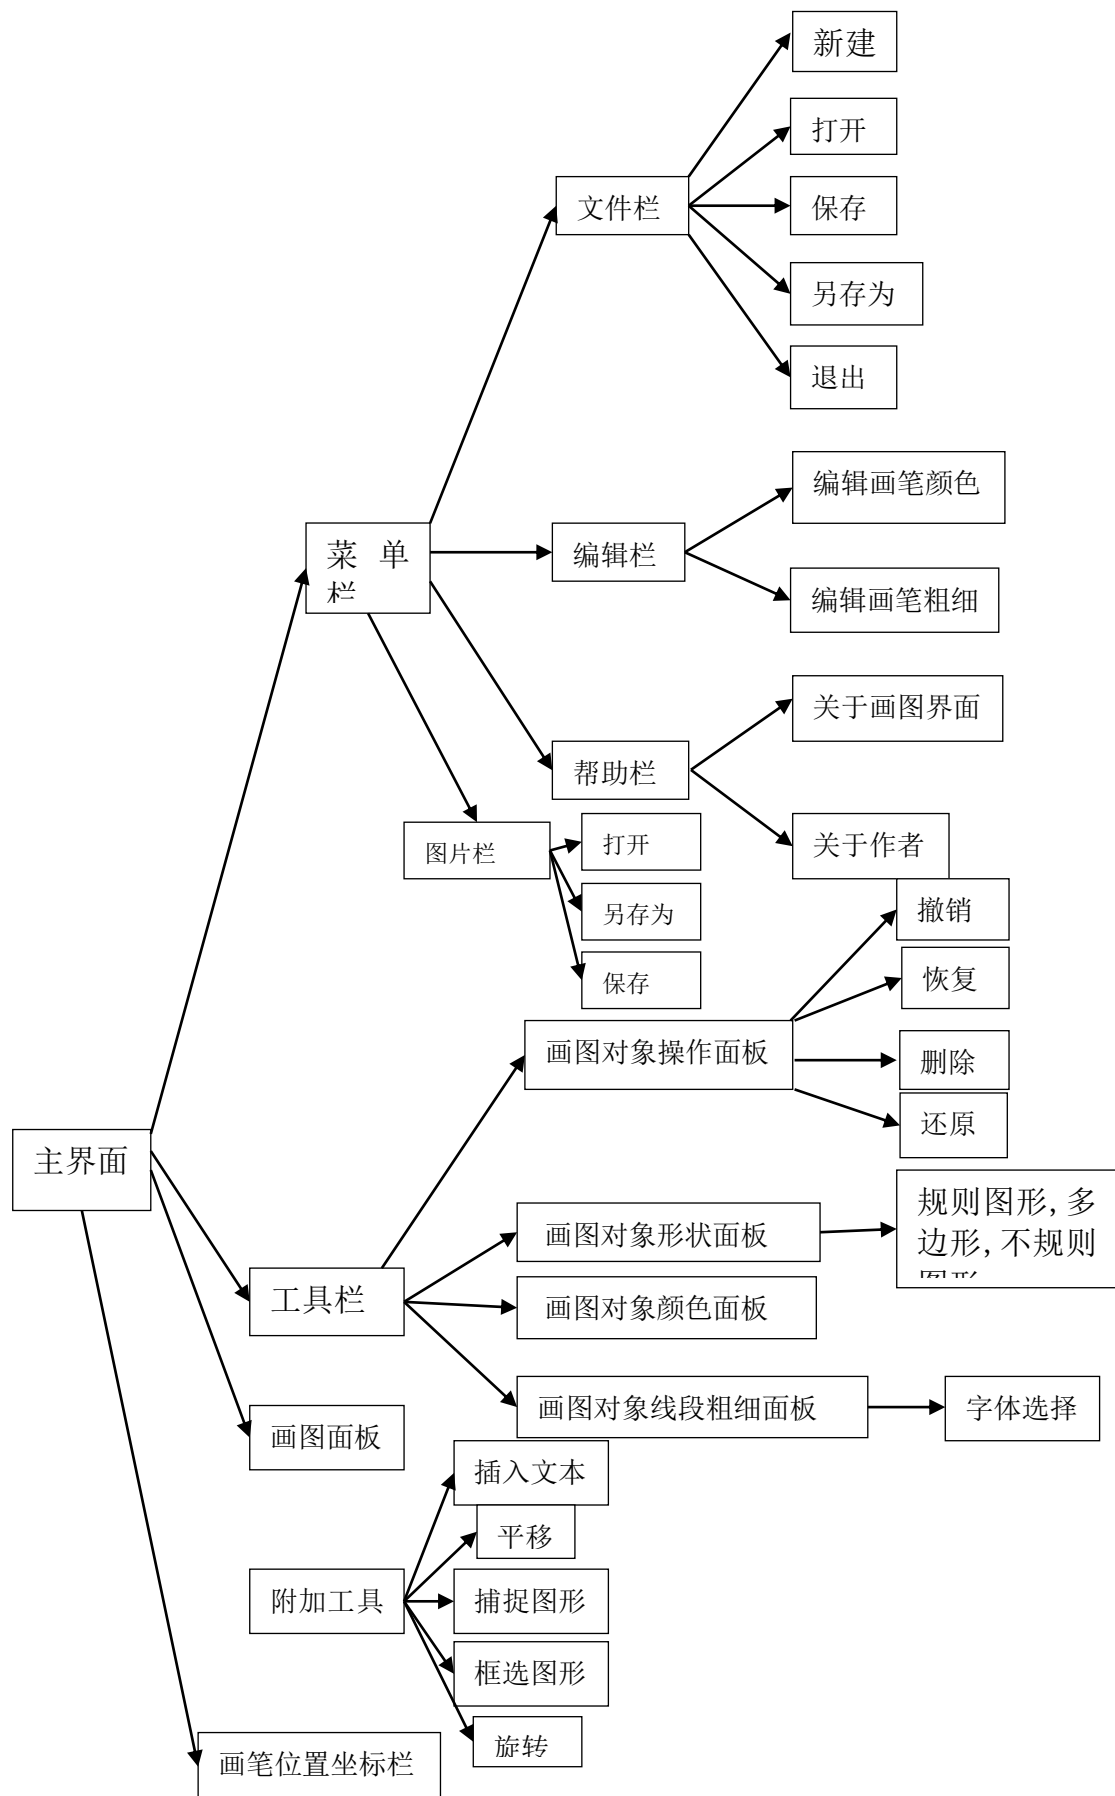 新建
打开
文件栏
保存
另存为
退出
编辑画笔颜色
菜 单
栏
编辑栏
编辑画笔粗细
关于画图界面
帮助栏
图片栏
打开
关于作者
另存为
撤销
保存
恢复
画图对象操作面板
删除
还原
主界面
规则图形,多
边形,不规则
图形
画图对象形状面板
工具栏
画图对象颜色面板
画图对象线段粗细面板
字体选择
画图面板
插入文本
平移
附加工具
捕捉图形
框选图形
旋转
画笔位置坐标栏